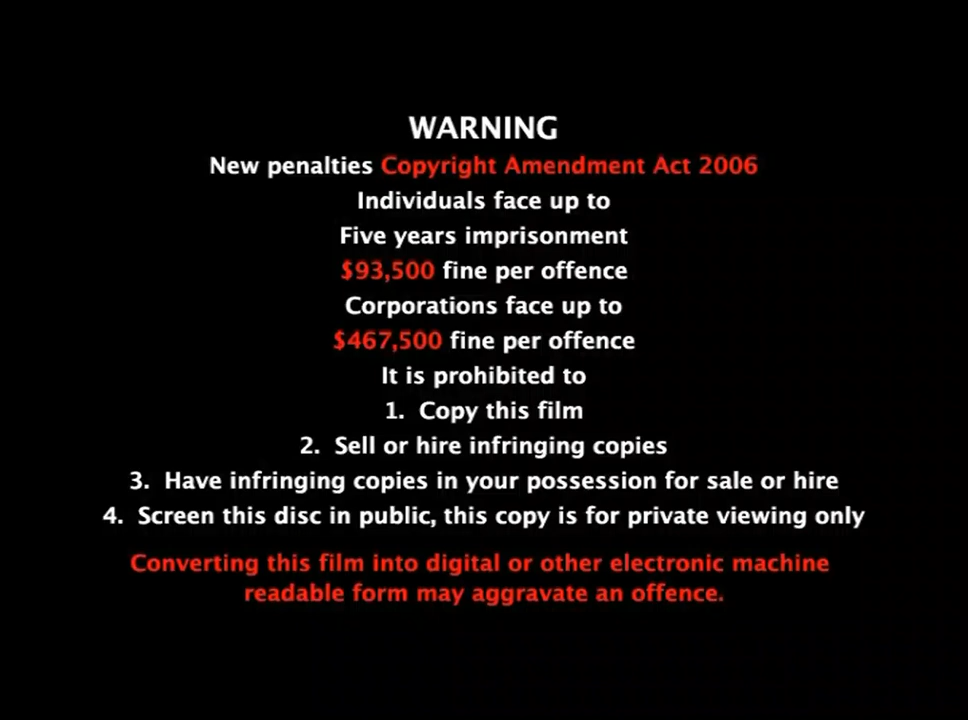 WARNING
New penalties Copyright Amendment Act 2006
Individuals face up to
Five years imprisonment
$93,500 fine per offence
Corporations face up to
$467,500 fine per offence
It is prohibited to
1. Copy this film
2. Sell or hire infringing copies
3. Have infringing copies in your possession for sale or hire
4. Screen this disc in public, this copy is for private viewing only
Converting this film into digital or other electronic machine
readable form may aggravate an offence.